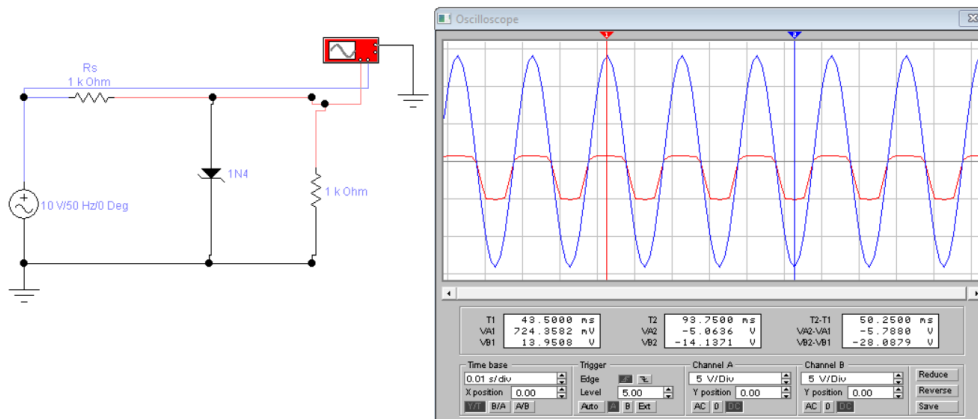 Rs
1 k Ohm
1N4
1 k Ohm
10 V/50 Hz/0 Deg
Oscilloscope
1
2
T1 43.5000 ms
VA1 724.3582 mV
VB1 13.9508 V
T2 93.7500 ms
VA2 -5.0636 V
VB2 -14.1371 V
T2-T1 50.2500 ms
VA2-VA1 -5.7880 V
VB2-VB1 -28.0879 V
Time base
0.01 s/div
X position 0.00
Y/T B/A A/B
Trigger
Edge
Level 5.00
Auto A B Ext
Channel A
5 V/Div
Y position 0.00
AC 0 DC
Channel B
5 V/Div
Y position 0.00
AC 0 DC
Reduce
Reverse
Save